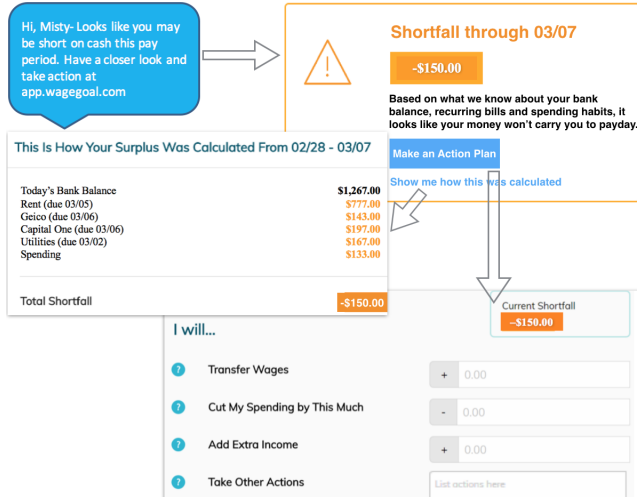 Hi, Misty- Looks like you may
be short on cash this pay
period. Have a closer look and
take action at
app.wagegoal.com
Shortfall through 03/07
-$150.00
Based on what we know about your bank
balance, recurring bills and spending habits, it
looks like your money won't carry you to payday.
Make an Action Plan
Show me how this was calculated
This Is How Your Surplus Was Calculated From 02/28 - 03/07
Today's Bank Balance $1,267.00
Rent (due 03/05) $777.00
Geico (due 03/06) $143.00
Capital One (due 03/06) $197.00
Utilities (due 03/02) $167.00
Spending $133.00
Total Shortfall -$150.00
Current Shortfall
–$150.00
I will...
? Transfer Wages + 0.00
? Cut My Spending by This Much - 0.00
? Add Extra Income + 0.00
? Take Other Actions List actions here